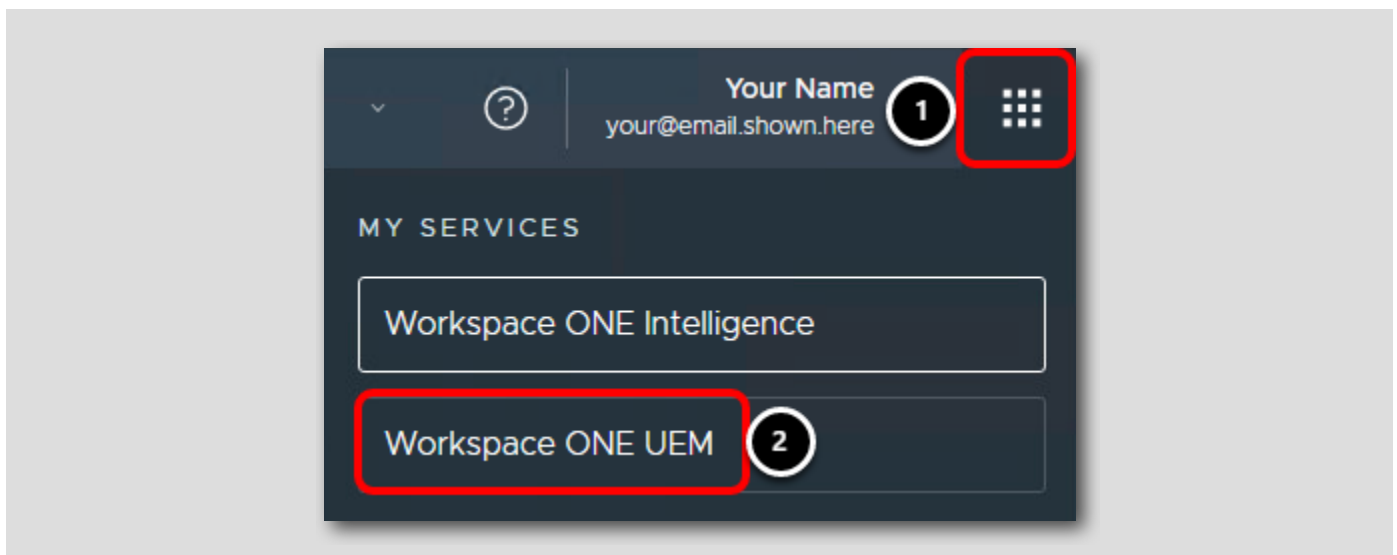 Your Name
your@email.shown.here
1
MY SERVICES
Workspace ONE Intelligence
Workspace ONE UEM
2